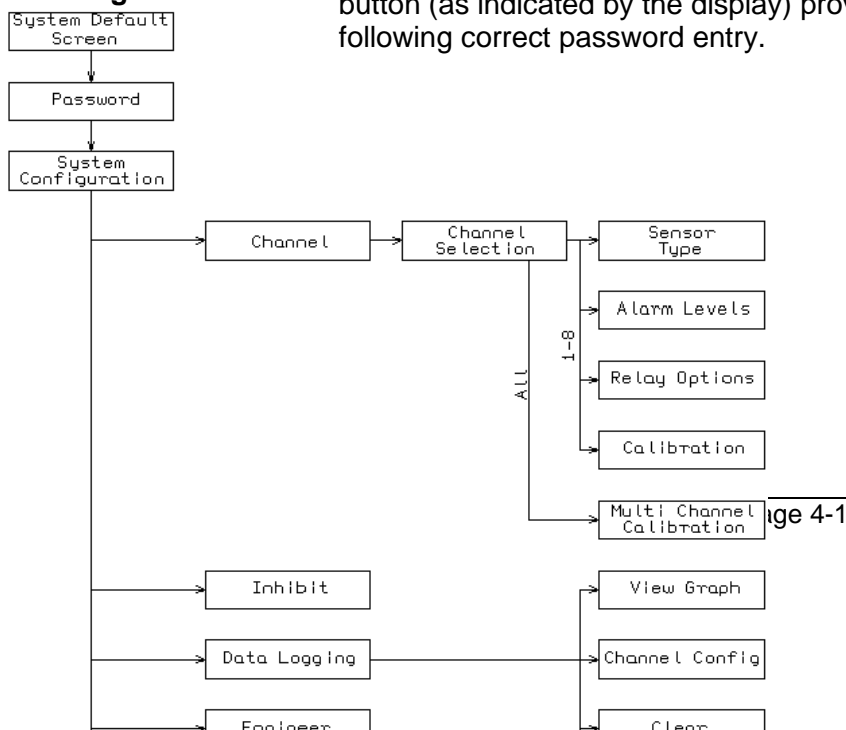 button (as indicated by the display) prov
following correct password entry.
System Default
Screen
Password
System
Configuration
Channel
Channel
Selection
Sensor
Type
Alarm Levels
1-8
Relay Options
All
Calibration
Multi Channel
Calibration
age 4-1
Inhibit
View Graph
Data Logging
Channel Config
Engineer
Clear